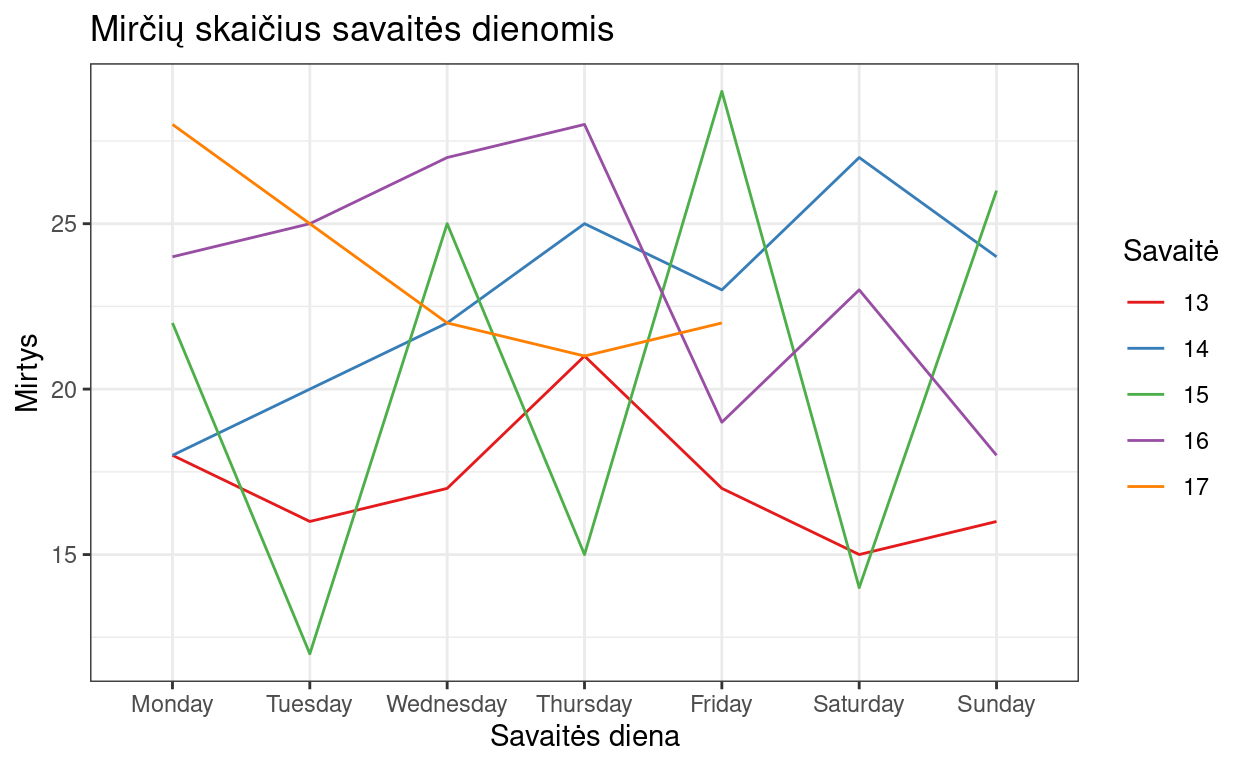 Mirčių skaičius savaitės dienomis
Mirtys
25
20
15
Monday Tuesday Wednesday Thursday Friday Saturday Sunday
Savaitės diena
Savaitė
13
14
15
16
17